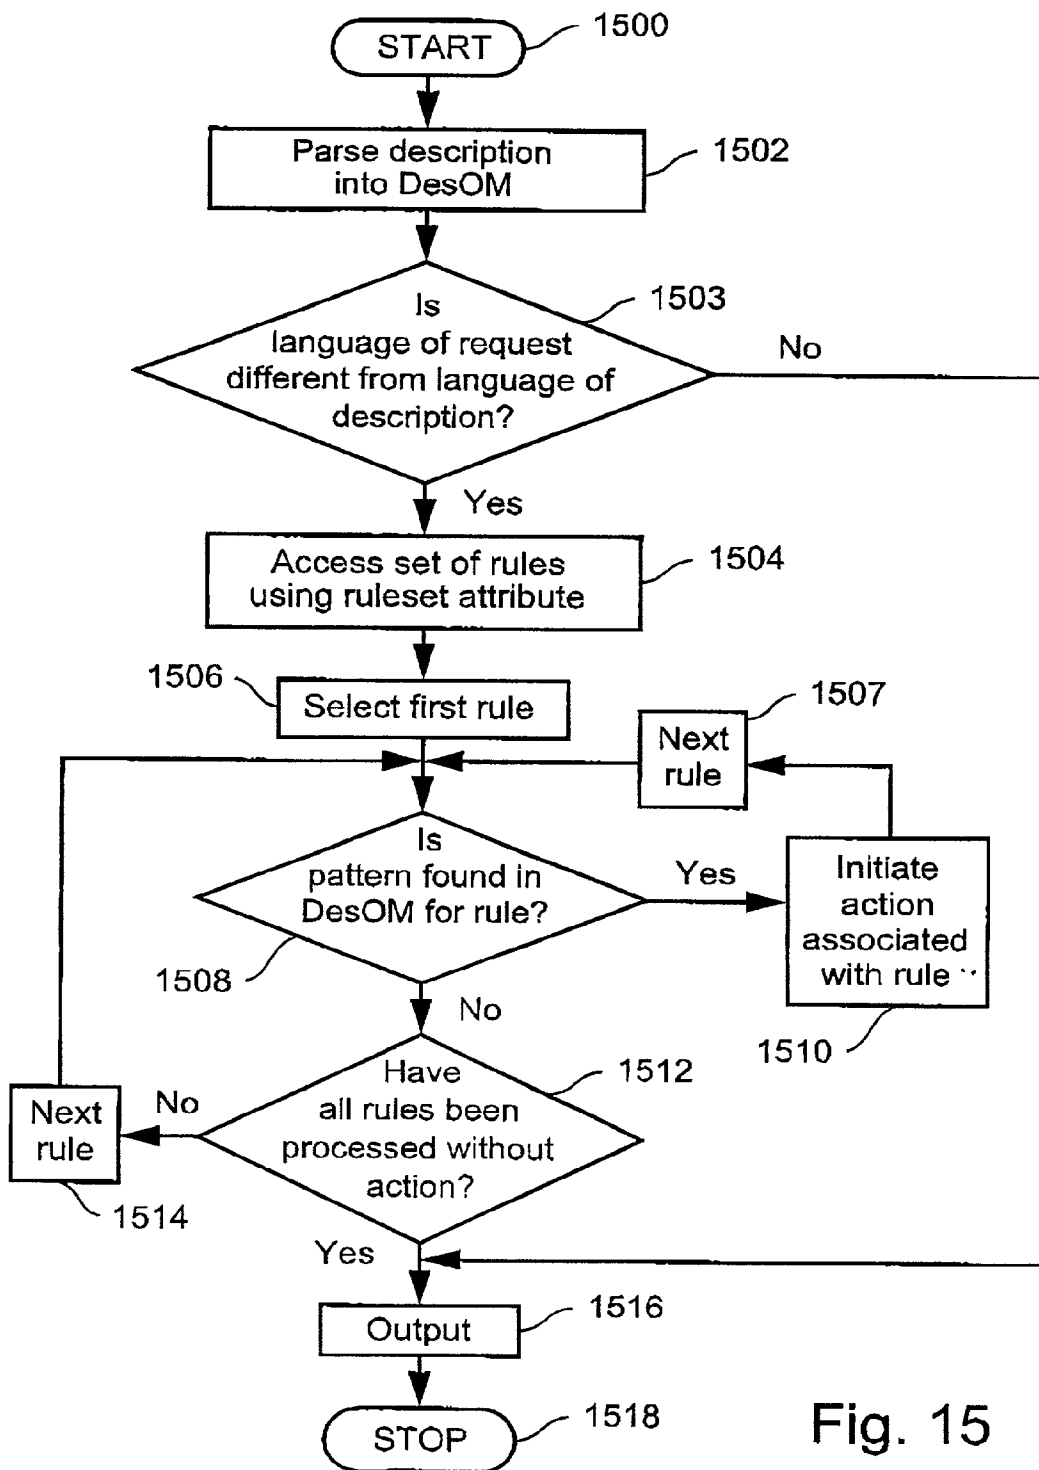 START
1500
Parse description
into DesOM
1502
Is
language of request
different from language of
description?
1503
No
Yes
Access set of rules
using ruleset attribute
1504
1506
Select first rule
1507
Next
rule
Is
pattern found in
DesOM for rule?
1508
Yes
Initiate
action
associated
with rule
1510
No
Have
all rules been
processed without
action?
1512
No
Next
rule
1514
Yes
Output
1516
STOP
1518
Fig. 15